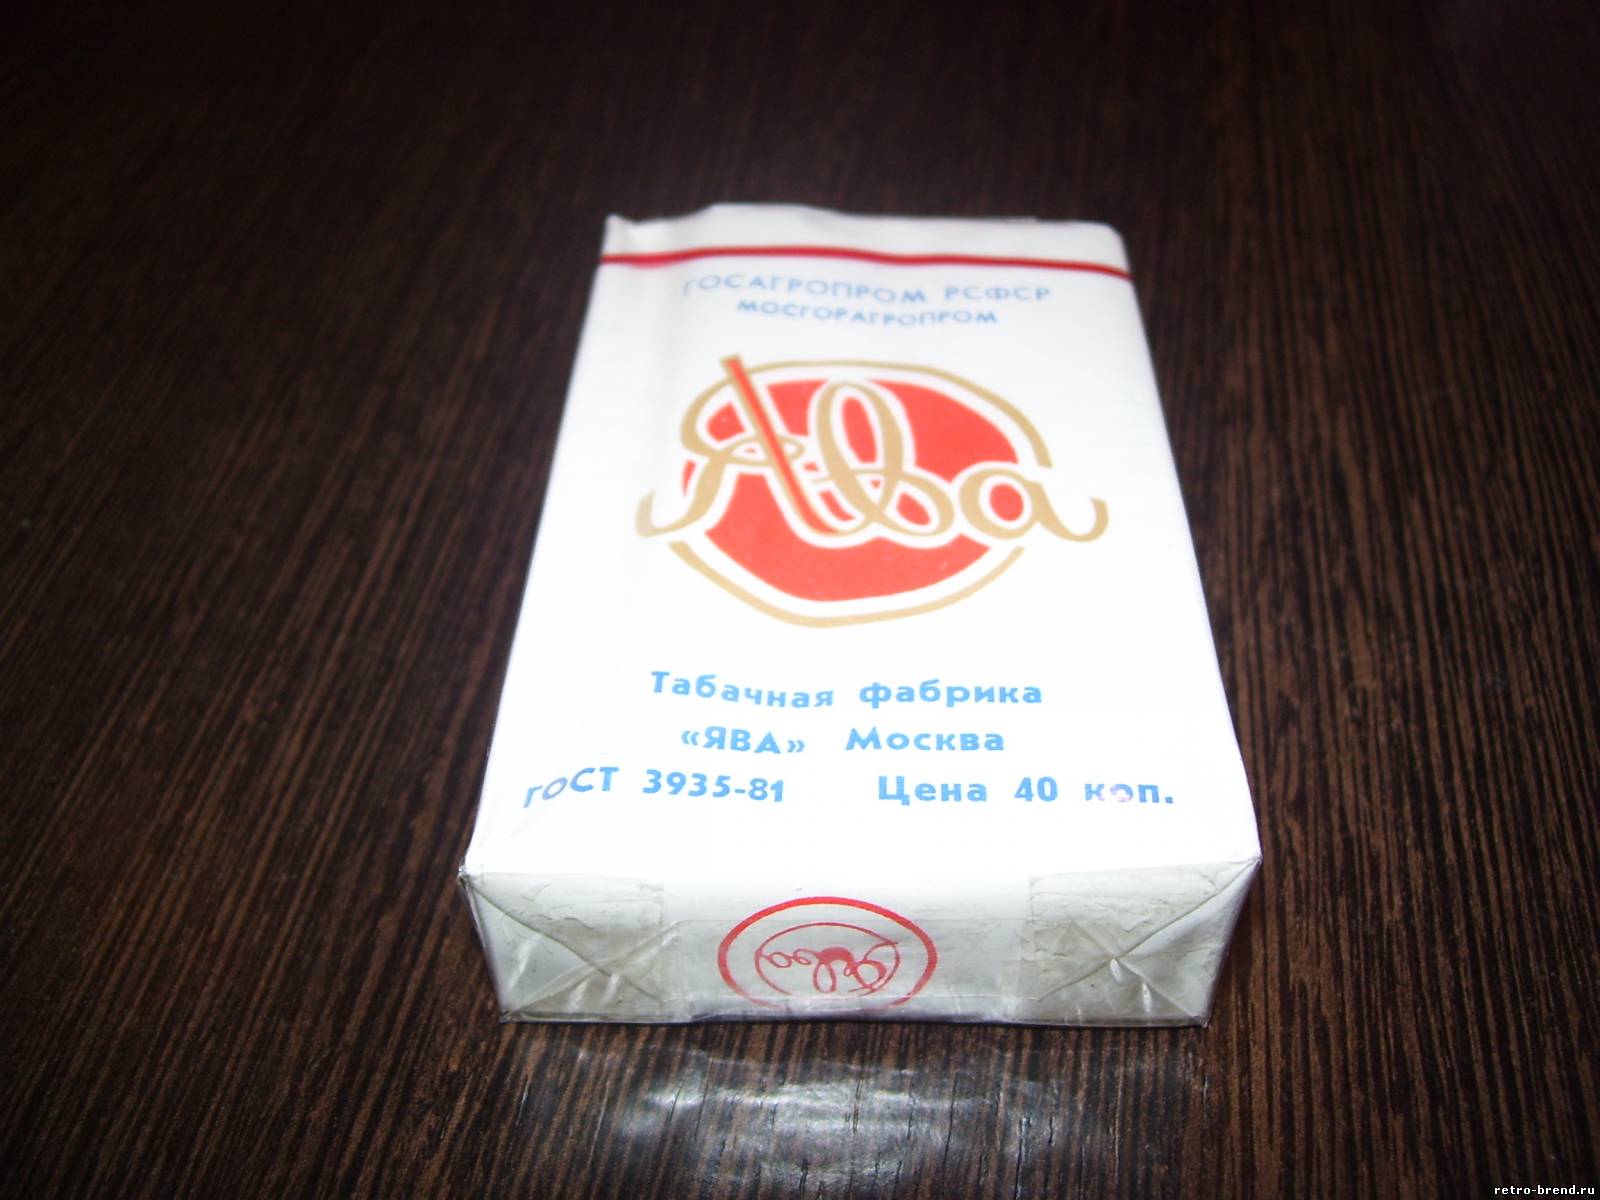 ГОСАГРОПРОМ РСФСР
МОСГОРАГРОПРОМ
Ява
Табачная фабрика
«ЯВА» Москва
ГОСТ 3935-81 Цена 40 коп.
Ява
retro-brend.ru